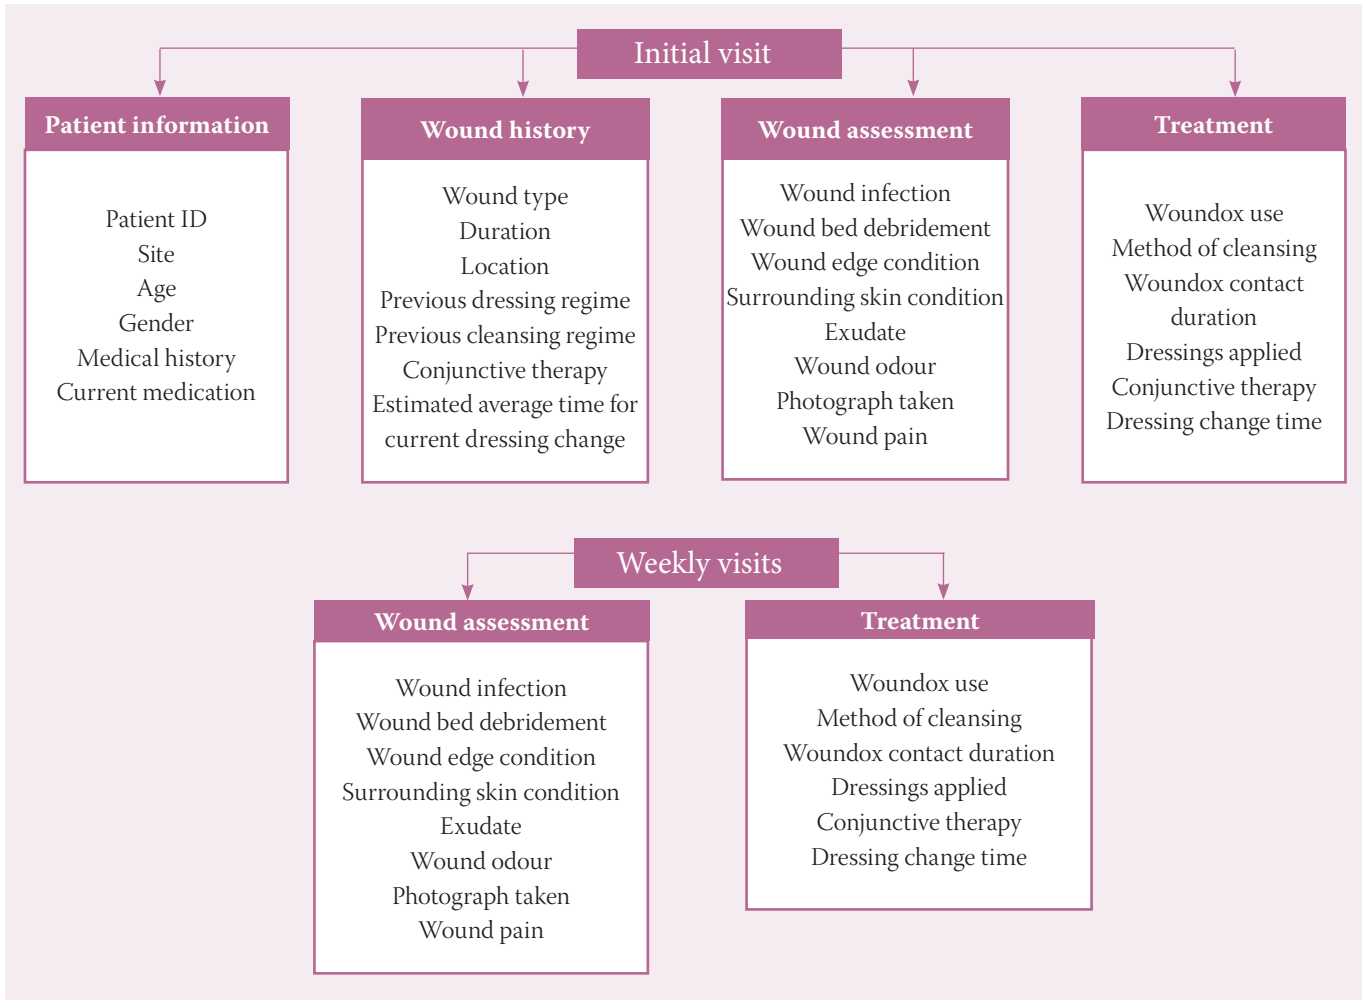 Initial visit
Patient information
Patient ID
Site
Age
Gender
Medical history
Current medication
Wound history
Wound type
Duration
Location
Previous dressing regime
Previous cleansing regime
Conjunctive therapy
Estimated average time for
current dressing change
Wound assessment
Wound infection
Wound bed debridement
Wound edge condition
Surrounding skin condition
Exudate
Wound odour
Photograph taken
Wound pain
Treatment
Woundox use
Method of cleansing
Woundox contact
duration
Dressings applied
Conjunctive therapy
Dressing change time
Weekly visits
Wound assessment
Wound infection
Wound bed debridement
Wound edge condition
Surrounding skin condition
Exudate
Wound odour
Photograph taken
Wound pain
Treatment
Woundox use
Method of cleansing
Woundox contact duration
Dressings applied
Conjunctive therapy
Dressing change time